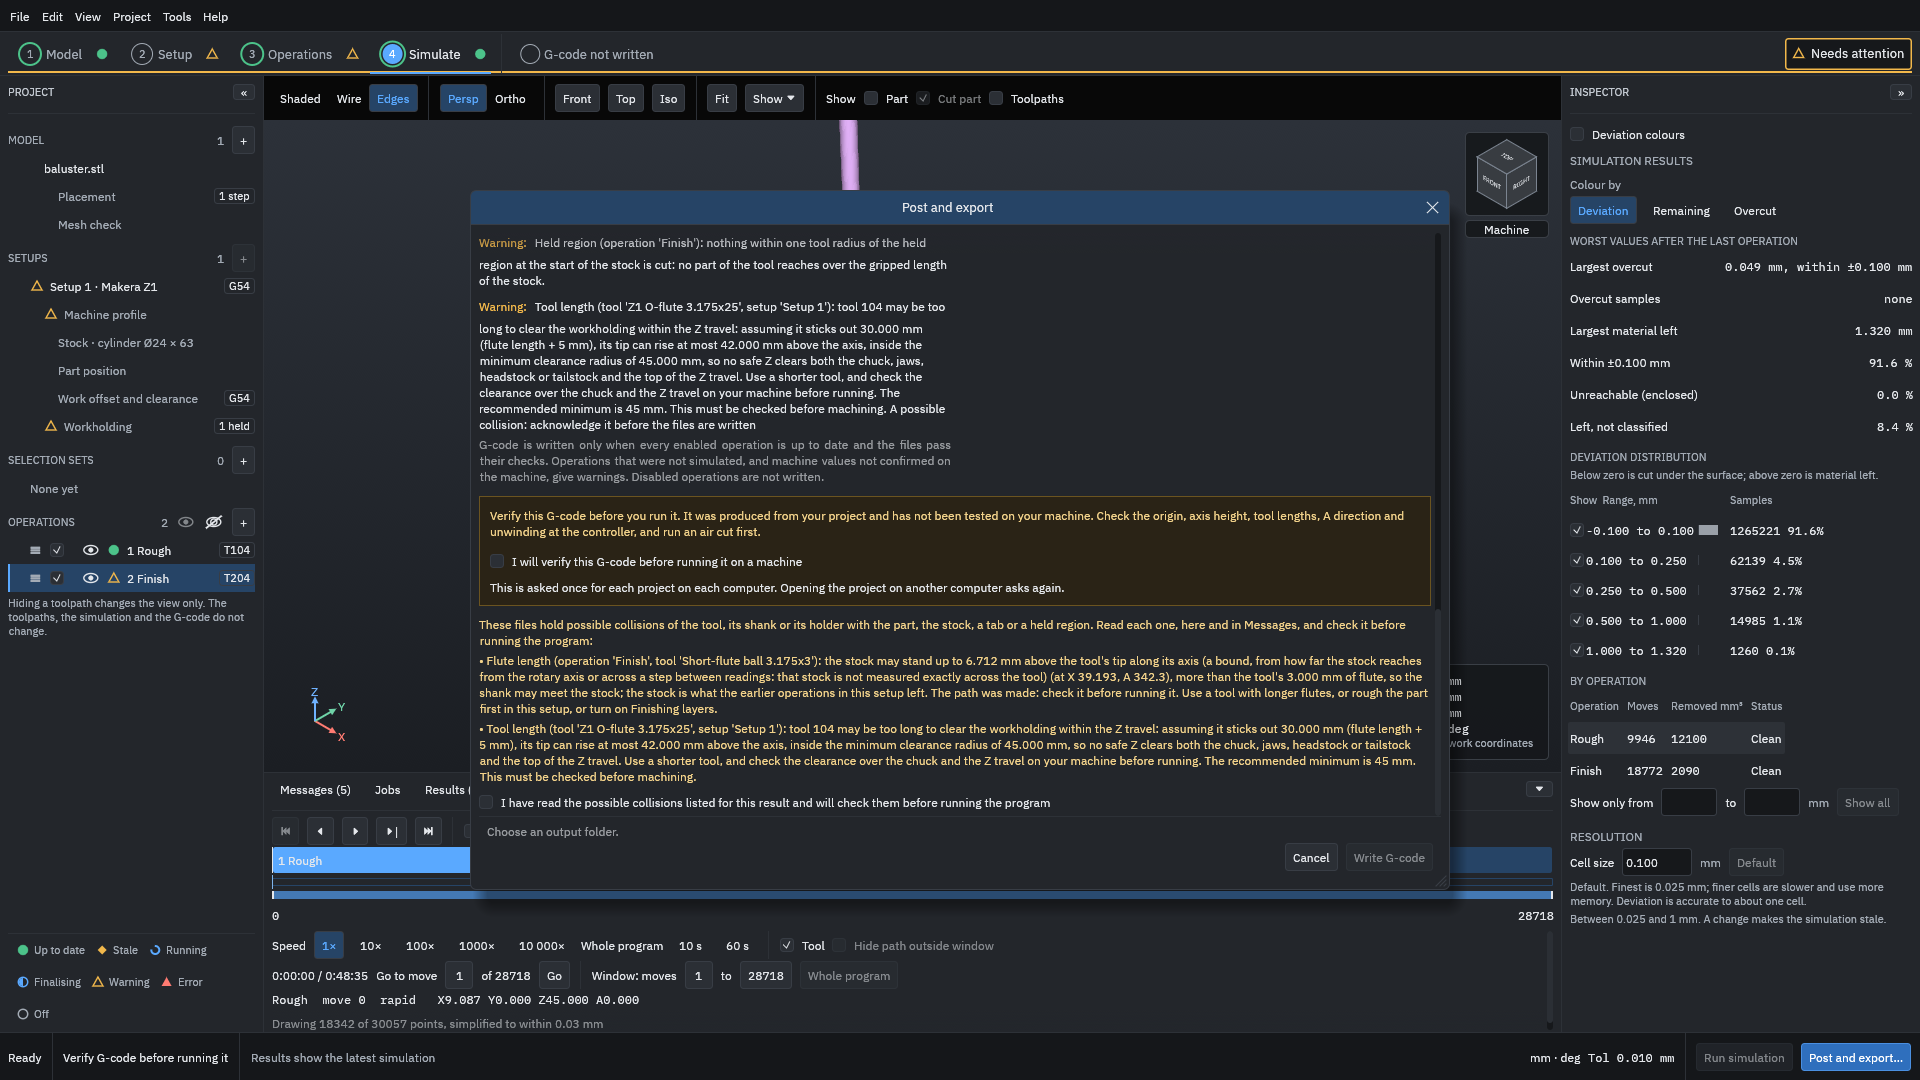 File Edit View Project Tools Help
1 Model 2 Setup 3 Operations 4 Simulate G-code not written Needs attention
PROJECT «
Shaded Wire Edges Persp Ortho Front Top Iso Fit Show Show Part Cut part Toolpaths
INSPECTOR »
MODEL 1 +
baluster.stl
Placement 1 step
Mesh check
SETUPS 1 +
Setup 1 · Makera Z1 G54
Machine profile
Stock · cylinder Ø24 × 63
Part position
Work offset and clearance G54
Workholding 1 held
SELECTION SETS 0 +
None yet
OPERATIONS 2 +
1 Rough T104
2 Finish T204
Hiding a toolpath changes the view only. The
toolpaths, the simulation and the G-code do not
change.
Up to date Stale Running
Finalising Warning Error
Off
TOP FRONT RIGHT
Machine
Z
Y
X
Post and export
Warning: Held region (operation 'Finish'): nothing within one tool radius of the held
region at the start of the stock is cut: no part of the tool reaches over the gripped length
of the stock.
Warning: Tool length (tool 'Z1 O-flute 3.175x25', setup 'Setup 1'): tool 104 may be too
long to clear the workholding within the Z travel: assuming it sticks out 30.000 mm
(flute length + 5 mm), its tip can rise at most 42.000 mm above the axis, inside the
minimum clearance radius of 45.000 mm, so no safe Z clears both the chuck, jaws,
headstock or tailstock and the top of the Z travel. Use a shorter tool, and check the
clearance over the chuck and the Z travel on your machine before running. The
recommended minimum is 45 mm. This must be checked before machining. A possible
collision: acknowledge it before the files are written
G-code is written only when every enabled operation is up to date and the files pass
their checks. Operations that were not simulated, and machine values not confirmed on
the machine, give warnings. Disabled operations are not written.
Verify this G-code before you run it. It was produced from your project and has not been tested on your machine. Check the origin, axis height, tool lengths, A direction and
unwinding at the controller, and run an air cut first.
I will verify this G-code before running it on a machine
This is asked once for each project on each computer. Opening the project on another computer asks again.
These files hold possible collisions of the tool, its shank or its holder with the part, the stock, a tab or a held region. Read each one, here and in Messages, and check it before
running the program:
• Flute length (operation 'Finish', tool 'Short-flute ball 3.175x3'): the stock may stand up to 6.712 mm above the tool's tip along its axis (a bound, from how far the stock reaches
from the rotary axis or across a step between readings: that stock is not measured exactly across the tool) (at X 39.193, A 342.3), more than the tool's 3.000 mm of flute, so the
shank may meet the stock; the stock is what the earlier operations in this setup left. The path was made: check it before running it. Use a tool with longer flutes, or rough the part
first in this setup, or turn on Finishing layers.
• Tool length (tool 'Z1 O-flute 3.175x25', setup 'Setup 1'): tool 104 may be too long to clear the workholding within the Z travel: assuming it sticks out 30.000 mm (flute length +
5 mm), its tip can rise at most 42.000 mm above the axis, inside the minimum clearance radius of 45.000 mm, so no safe Z clears both the chuck, jaws, headstock or tailstock
and the top of the Z travel. Use a shorter tool, and check the clearance over the chuck and the Z travel on your machine before running. The recommended minimum is 45 mm.
This must be checked before machining.
I have read the possible collisions listed for this result and will check them before running the program
Choose an output folder.
Cancel Write G-code
mm
mm
mm
deg
work coordinates
Messages (5) Jobs Results (
1 Rough
0 28718
Speed 1× 10× 100× 1000× 10 000× Whole program 10 s 60 s Tool Hide path outside window
0:00:00 / 0:48:35 Go to move 1 of 28718 Go Window: moves 1 to 28718 Whole program
Rough move 0 rapid X9.087 Y0.000 Z45.000 A0.000
Drawing 18342 of 30057 points, simplified to within 0.03 mm
Deviation colours
SIMULATION RESULTS
Colour by
Deviation Remaining Overcut
WORST VALUES AFTER THE LAST OPERATION
Largest overcut 0.049 mm, within ±0.100 mm
Overcut samples none
Largest material left 1.320 mm
Within ±0.100 mm 91.6 %
Unreachable (enclosed) 0.0 %
Left, not classified 8.4 %
DEVIATION DISTRIBUTION
Below zero is cut under the surface; above zero is material left.
Show Range, mm Samples
-0.100 to 0.100 1265221 91.6%
0.100 to 0.250 62139 4.5%
0.250 to 0.500 37562 2.7%
0.500 to 1.000 14985 1.1%
1.000 to 1.320 1260 0.1%
BY OPERATION
Operation Moves Removed mm³ Status
Rough 9946 12100 Clean
Finish 18772 2090 Clean
Show only from to mm Show all
RESOLUTION
Cell size 0.100 mm Default
Default. Finest is 0.025 mm; finer cells are slower and use more
memory. Deviation is accurate to about one cell.
Between 0.025 and 1 mm. A change makes the simulation stale.
Ready Verify G-code before running it Results show the latest simulation mm · deg Tol 0.010 mm Run simulation Post and export...